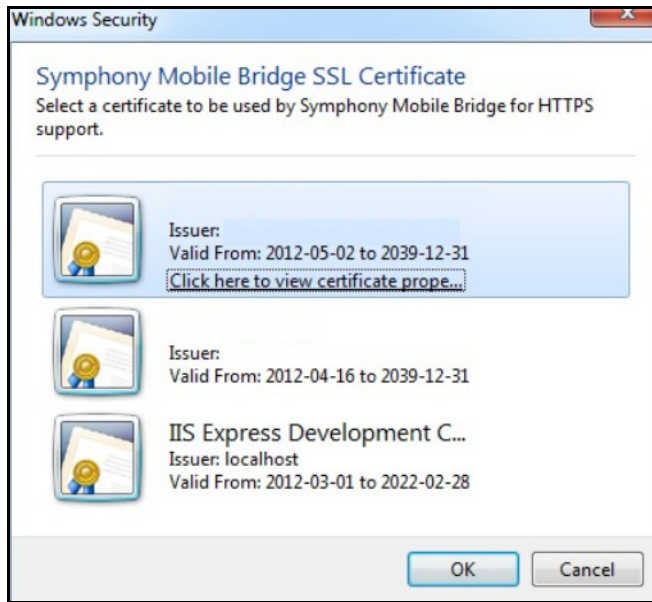 Windows Security
Symphony Mobile Bridge SSL Certificate
Select a certificate to be used by Symphony Mobile Bridge for HTTPS
support.
Issuer:
Valid From: 2012-05-02 to 2039-12-31
Click here to view certificate prope...
Issuer:
Valid From: 2012-04-16 to 2039-12-31
IIS Express Development C...
Issuer: localhost
Valid From: 2012-03-01 to 2022-02-28
OK Cancel